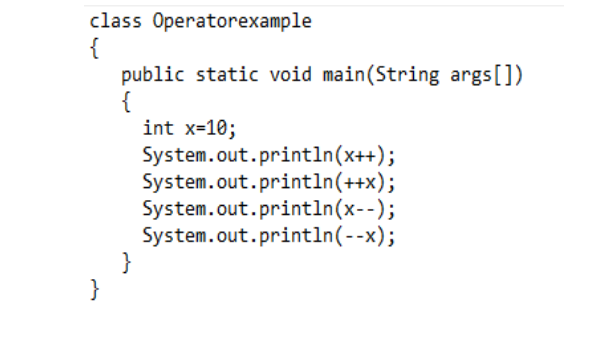 class Operatorexample
{
public static void main(String args[])
{
int x=10;
System.out.println(x++);
System.out.println(++x);
System.out.println(x--);
System.out.println(--x);
}
}